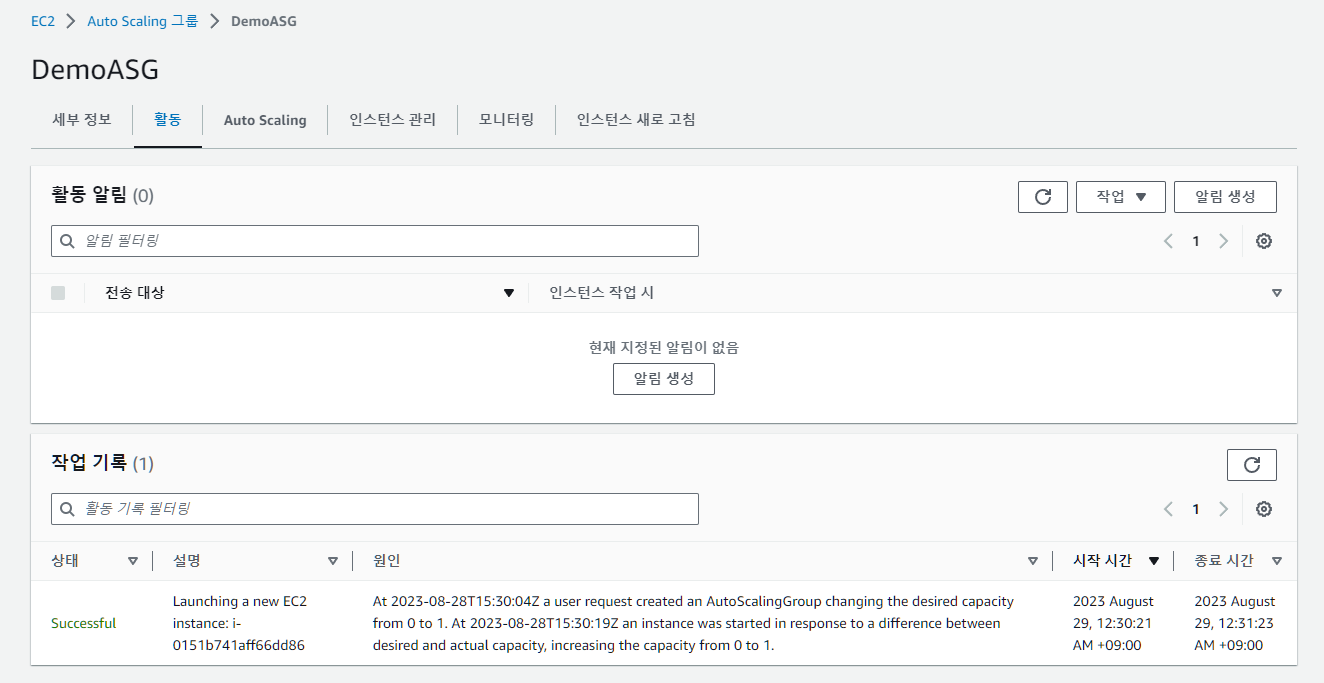 EC2 > Auto Scaling 그룹 > DemoASG
DemoASG
세부 정보 활동 Auto Scaling 인스턴스 관리 모니터링 인스턴스 새로 고침
활동 알림 (0) 작업 알림 생성
알림 필터링 1
전송 대상 인스턴스 작업 시
현재 지정된 알림이 없음
알림 생성
작업 기록 (1)
활동 기록 필터링 1
상태 설명 원인 시작 시간 종료 시간
Successful
Launching a new EC2
instance: i-
0151b741aff66dd86
At 2023-08-28T15:30:04Z a user request created an AutoScalingGroup changing the desired capacity
from 0 to 1. At 2023-08-28T15:30:19Z an instance was started in response to a difference between
desired and actual capacity, increasing the capacity from 0 to 1.
2023 August
29, 12:30:21
AM +09:00
2023 August
29, 12:31:23
AM +09:00